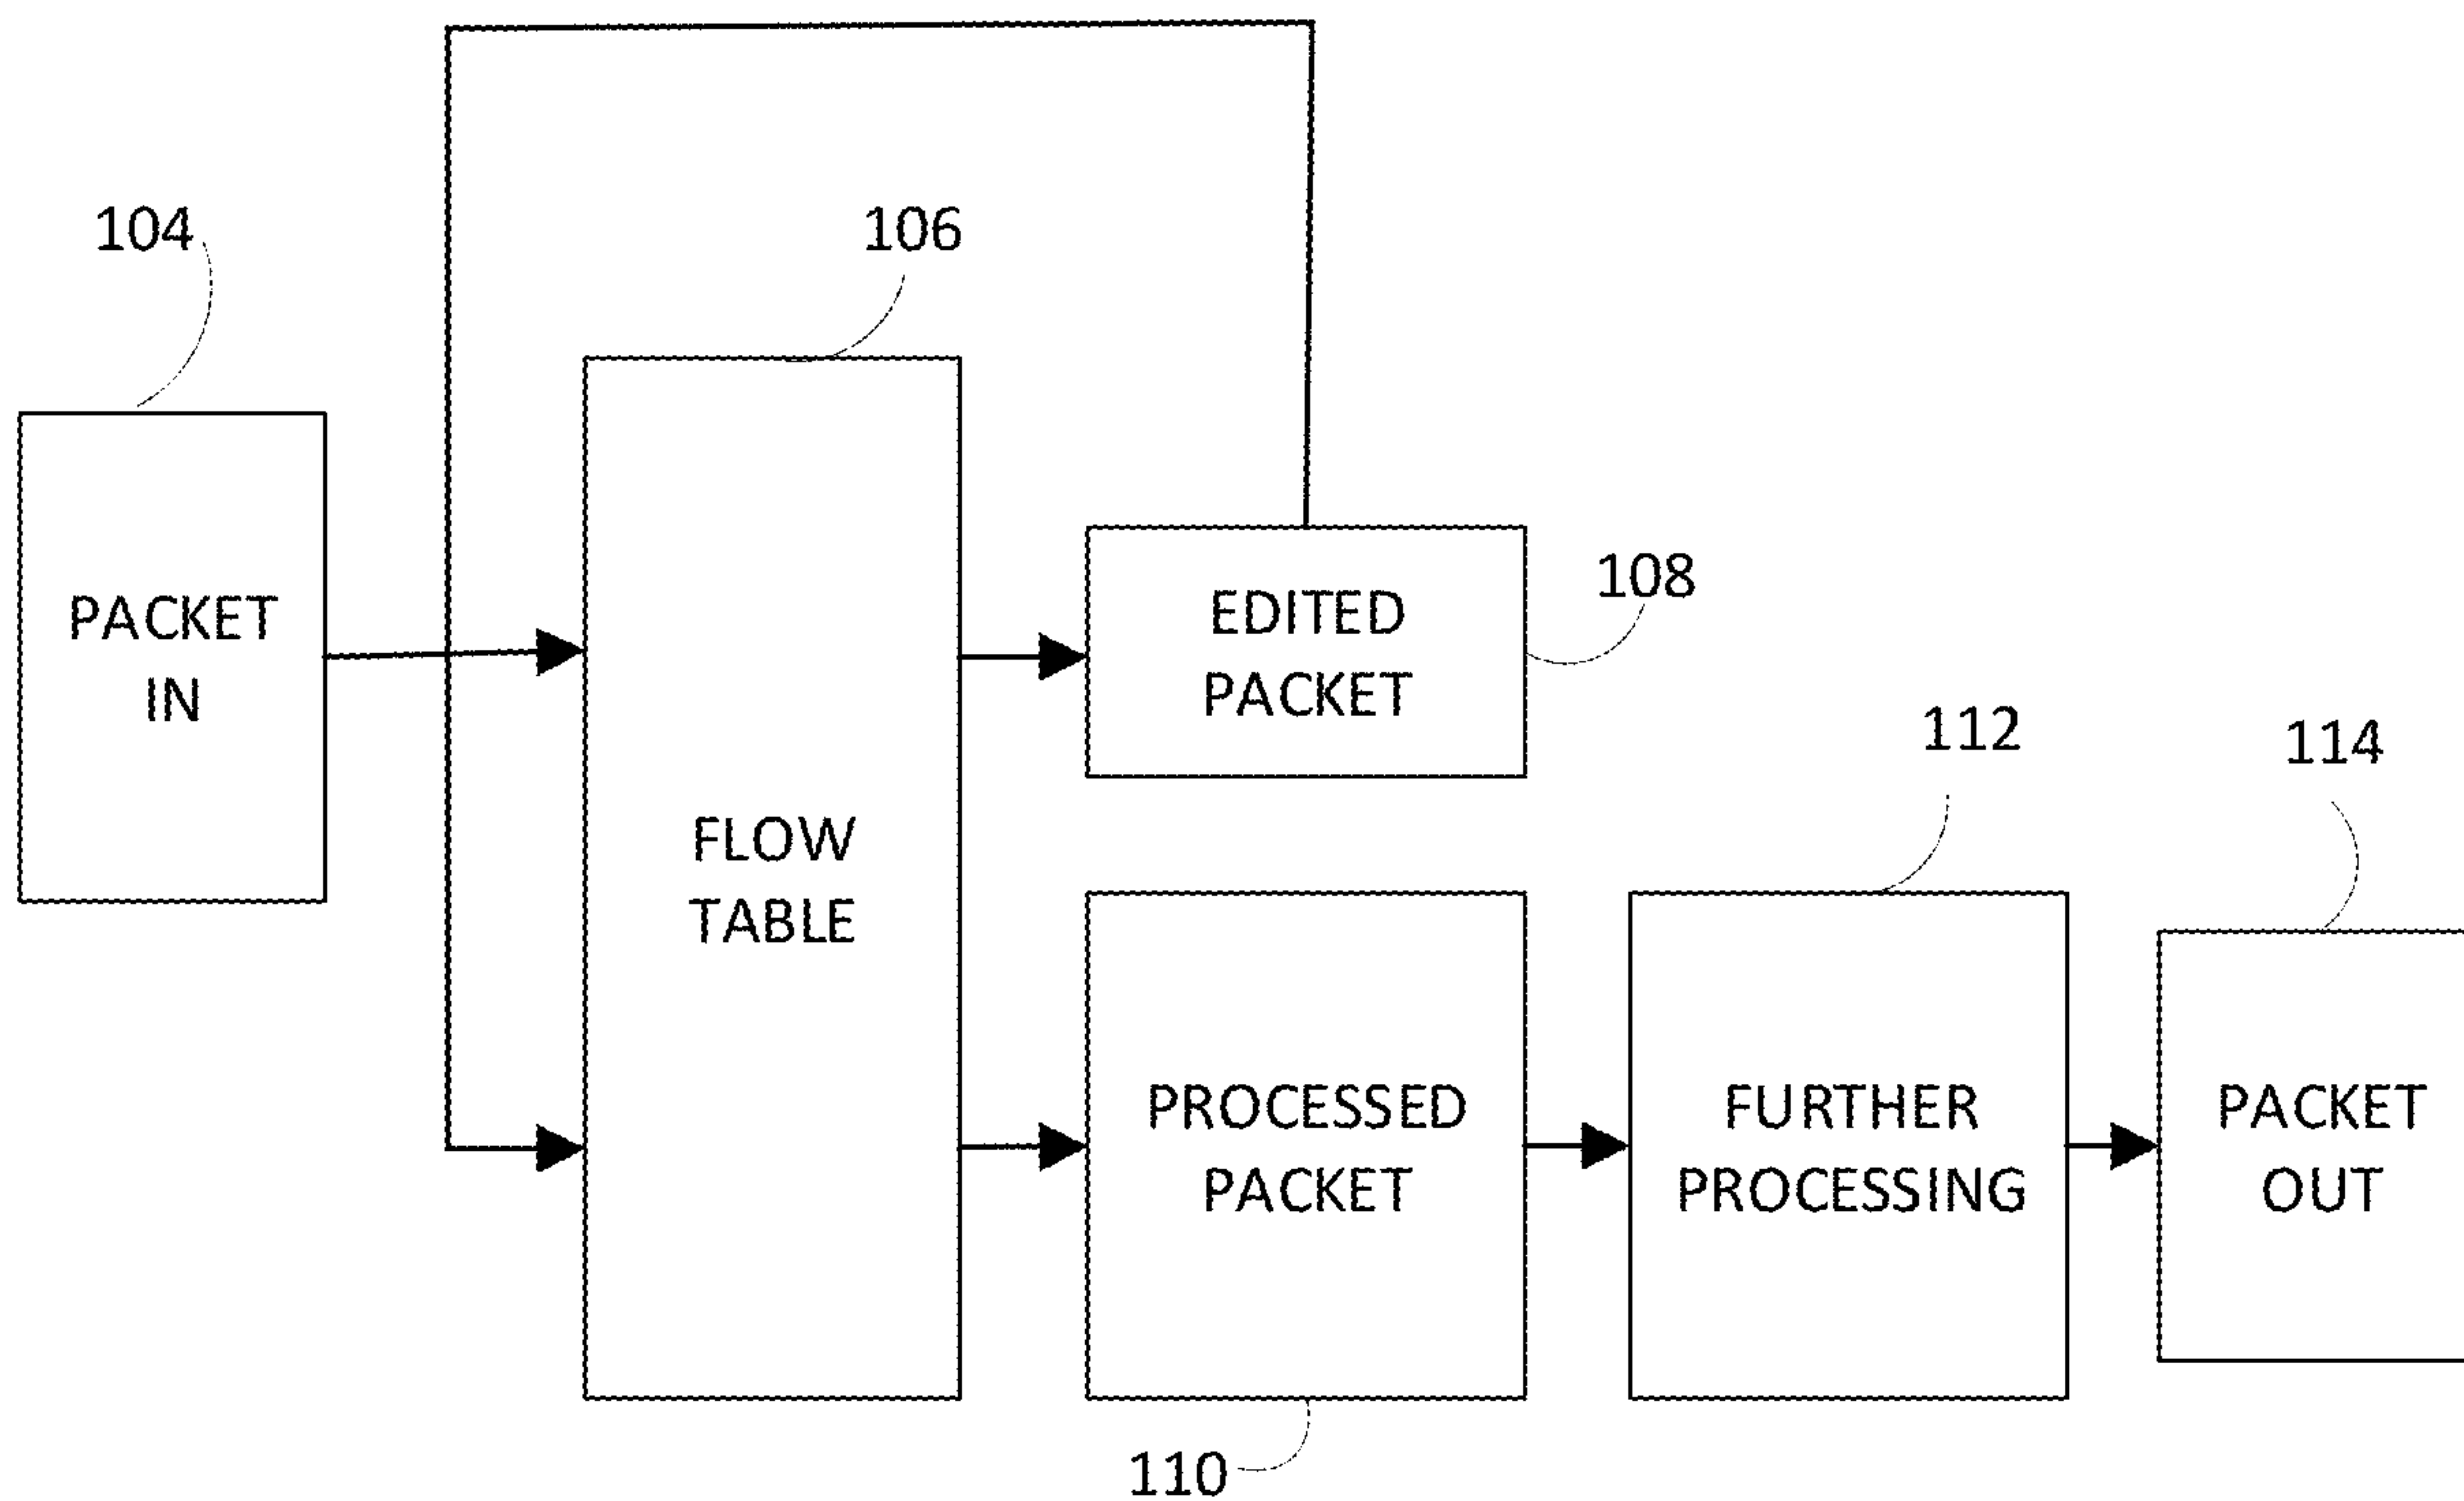 104
106
PACKET
IN
EDITED
PACKET
108
FLOW
TABLE
112
114
PROCESSED
PACKET
110
FURTHER
PROCESSING
PACKET
OUT